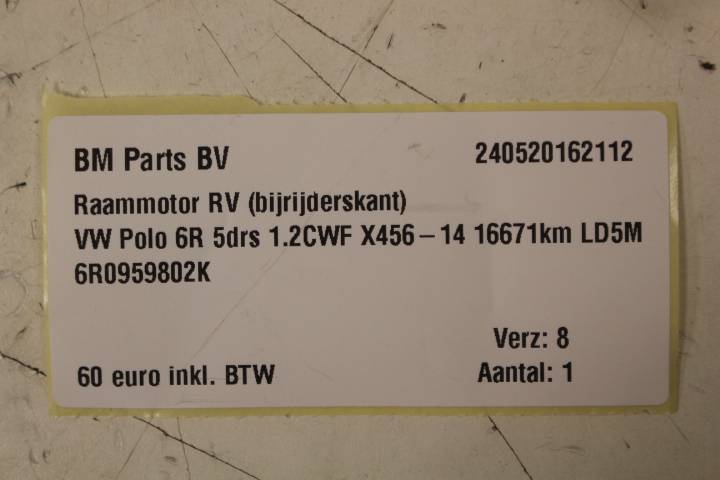 BM Parts BV 240520162112
Raammotor RV (bijrijderskant)
VW Polo 6R 5drs 1.2CWF X456 – 14 16671km LD5M
6R0959802K
Verz: 8
60 euro inkl. BTW Aantal: 1